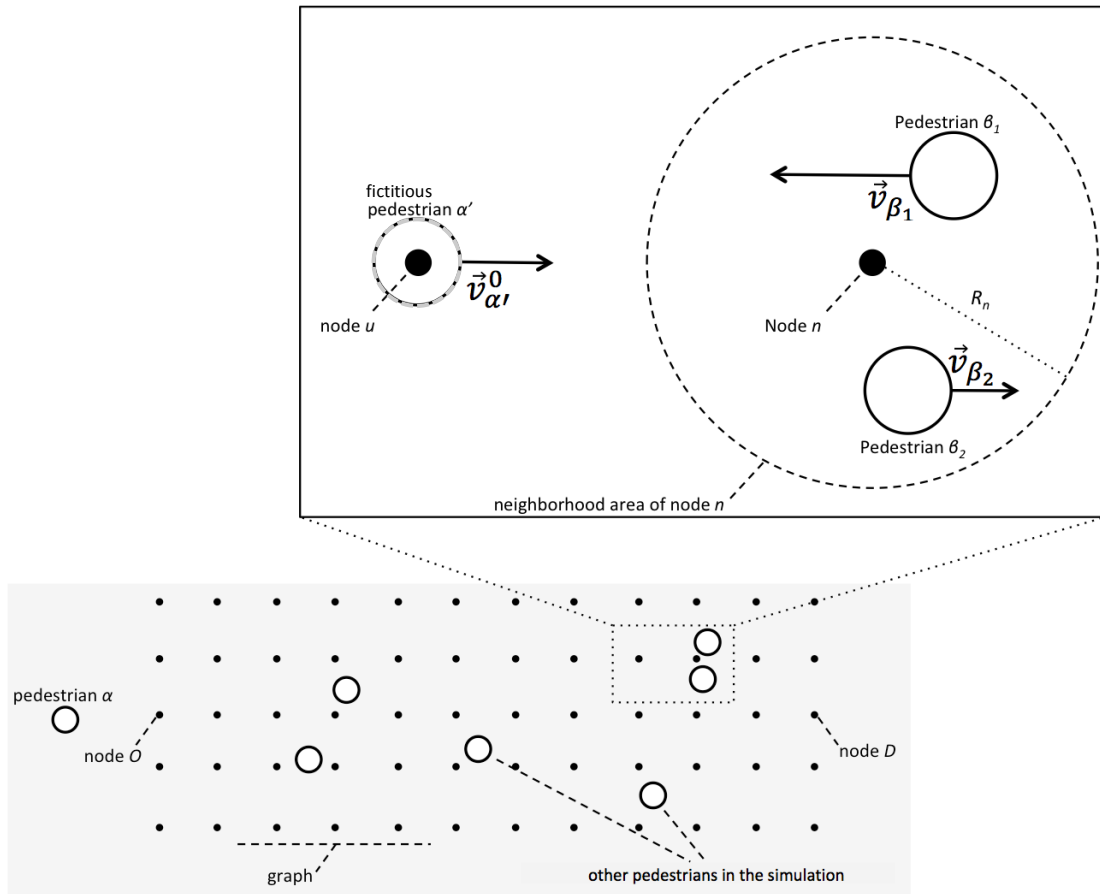 Pedestrian β₁
fictitious
pedestrian α'
v⃗β₁
v⃗⁰α'
Rₙ
node u
Node n
v⃗β₂
Pedestrian β₂
neighborhood area of node n
pedestrian α
node O
node D
graph
other pedestrians in the simulation